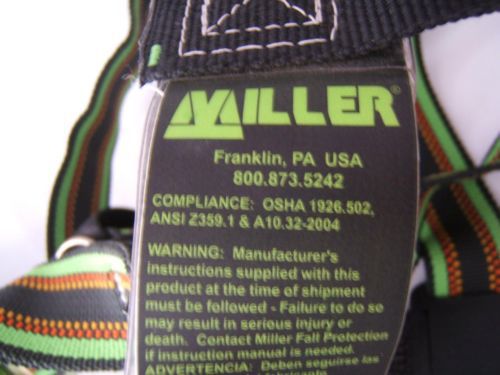 MILLER®
Franklin, PA USA
800.873.5242
COMPLIANCE: OSHA 1926.502,
ANSI Z359.1 & A10.32-2004
WARNING: Manufacturer's
instructions supplied with this
product at the time of shipment
must be followed - Failure to do so
may result in serious injury or
death. Contact Miller Fall Protection
if instruction manual is needed.
ADVERTENCIA: Deben seguirse las